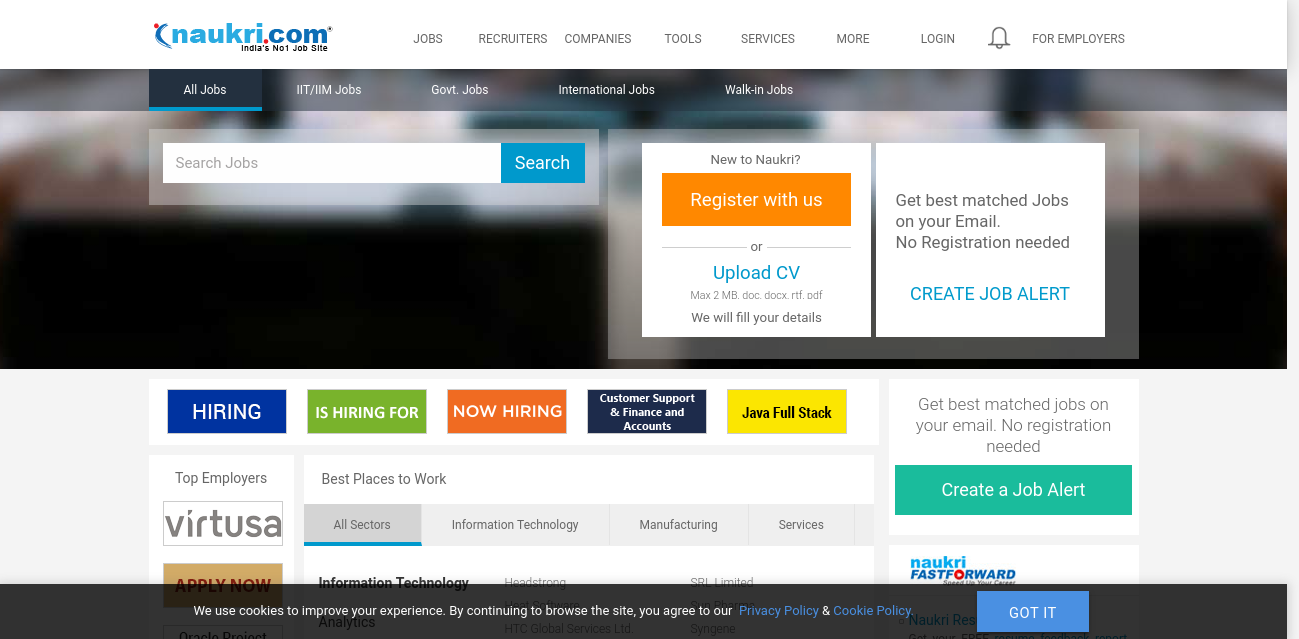 naukri.com
India's No1 Job Site
JOBS RECRUITERS COMPANIES TOOLS SERVICES MORE LOGIN FOR EMPLOYERS
All Jobs IIT/IIM Jobs Govt. Jobs International Jobs Walk-in Jobs
Search Jobs Search
New to Naukri?
Register with us
or
Upload CV
Max 2 MB, doc, docx, rtf, pdf
We will fill your details
Get best matched Jobs
on your Email.
No Registration needed
CREATE JOB ALERT
HIRING
IS HIRING FOR
NOW HIRING
Customer Support
& Finance and
Accounts
Java Full Stack
Get best matched jobs on
your email. No registration
needed
Create a Job Alert
Top Employers
virtusa
APPLY NOW
Oracle Project
Best Places to Work
All Sectors Information Technology Manufacturing Services
Information Technology Headstrong SRL Limited
Analytics
HTC Global Services Ltd. Syngene
naukri
FASTFORWARD
Speed Up Your Career
Naukri Res
Get your FREE resume feedback report
We use cookies to improve your experience. By continuing to browse the site, you agree to our Privacy Policy & Cookie Policy.
GOT IT